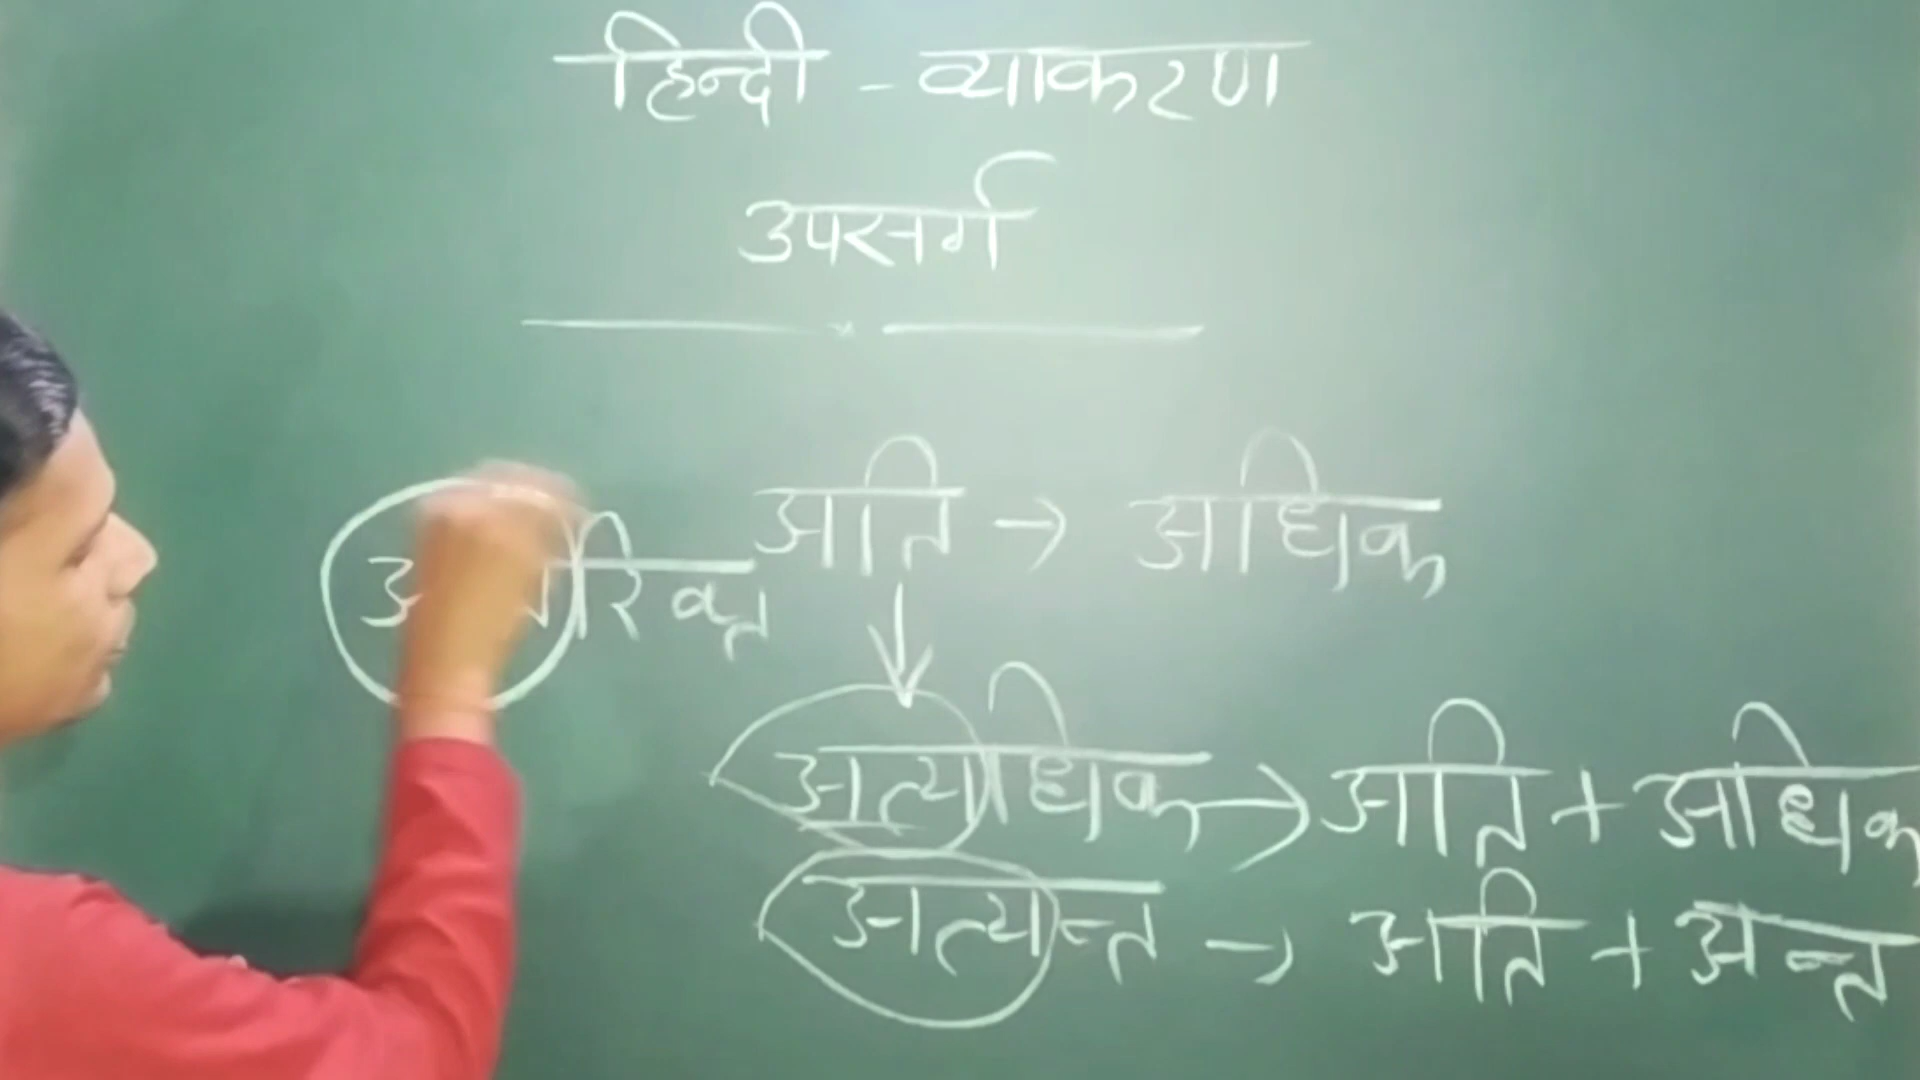 हिन्दी - व्याकरण
उपसर्ग
अति → अधिक
अत्यधिक → अति + अधिक
अत्यन्त → अति + अन्त